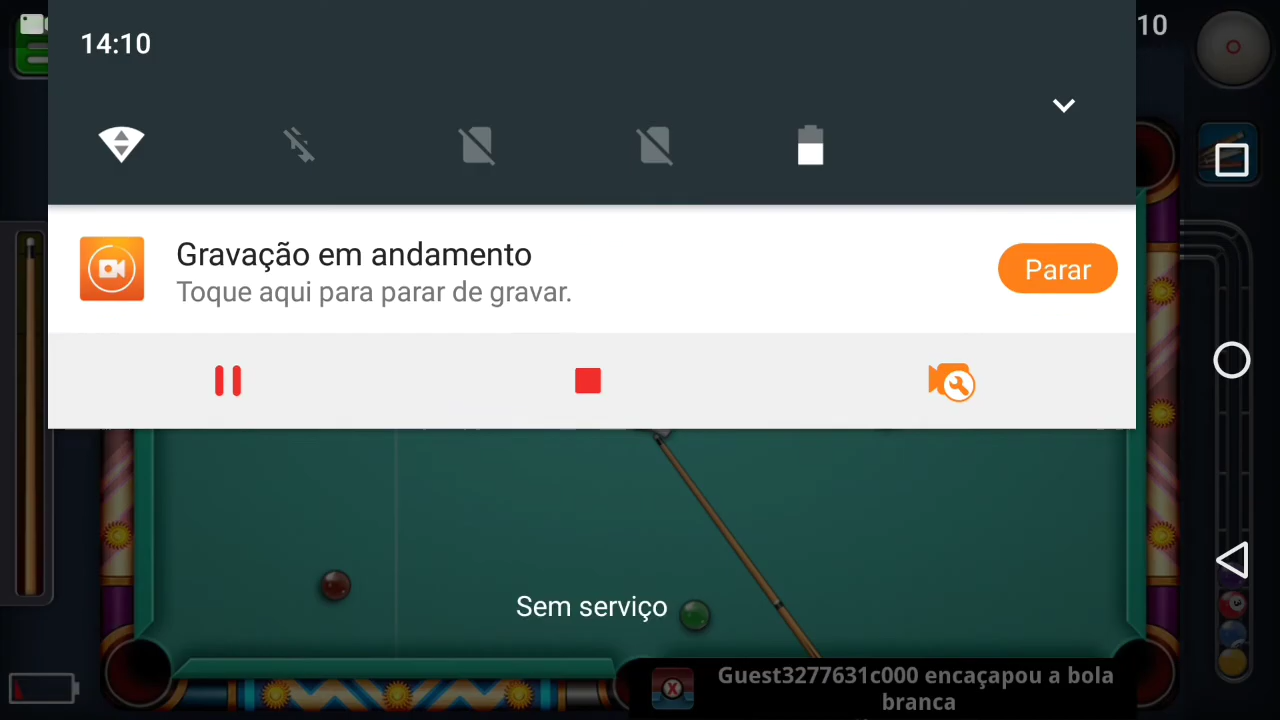 14:10
10
Gravação em andamento
Toque aqui para parar de gravar.
Parar
Sem serviço
Guest3277631c000 encaçapou a bola
branca